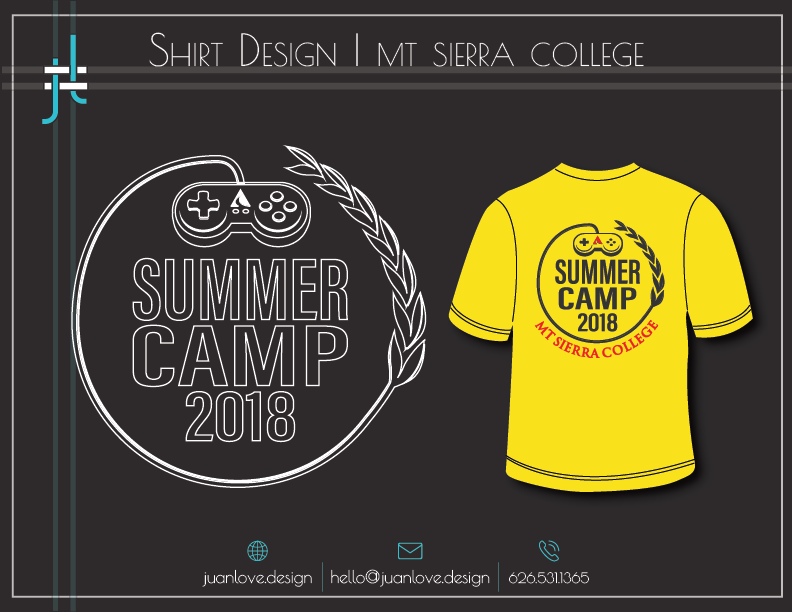 SHIRT DESIGN | MT SIERRA COLLEGE
jl
SUMMER
CAMP
2018
SUMMER
CAMP
2018
MT SIERRA COLLEGE
juanlove.design | hello@juanlove.design | 626.531.1365